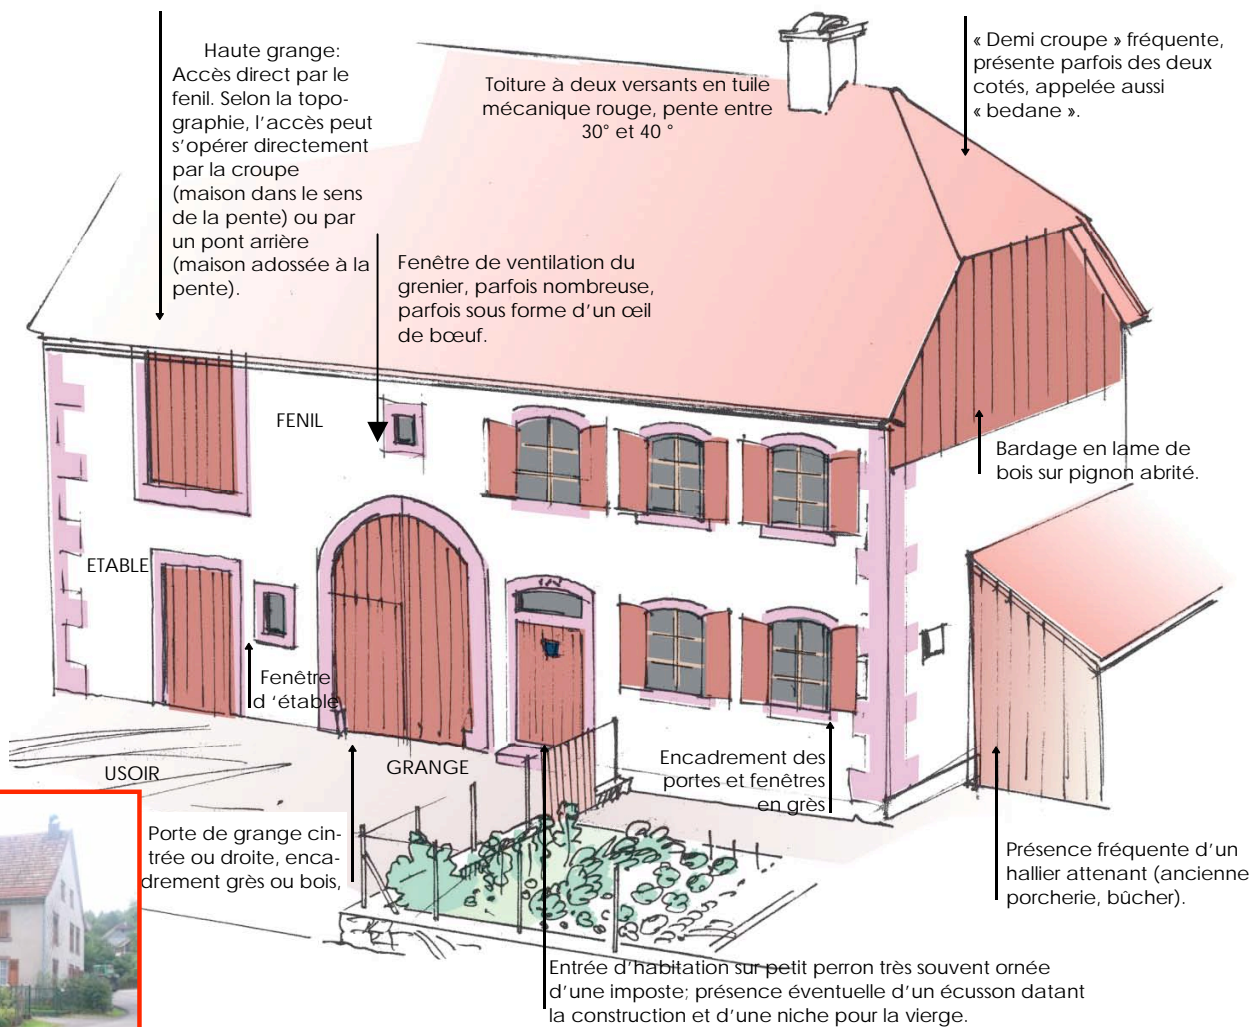 Haute grange:
Accès direct par le
fenil. Selon la topo-
graphie, l'accès peut
s'opérer directement
par la croupe
(maison dans le sens
de la pente) ou par
un pont arrière
(maison adossée à la
pente).
Toiture à deux versants en tuile
mécanique rouge, pente entre
30° et 40 °
« Demi croupe » fréquente,
présente parfois des deux
cotés, appelée aussi
« bedane ».
Fenêtre de ventilation du
grenier, parfois nombreuse,
parfois sous forme d'un œil
de bœuf.
FENIL
Bardage en lame de
bois sur pignon abrité.
ETABLE
Fenêtre
d 'étable
USOIR
GRANGE
Encadrement des
portes et fenêtres
en grès
Porte de grange cin-
trée ou droite, enca-
drement grès ou bois,
Présence fréquente d'un
hallier attenant (ancienne
porcherie, bûcher).
Entrée d'habitation sur petit perron très souvent ornée
d'une imposte; présence éventuelle d'un écusson datant
la construction et d'une niche pour la vierge.